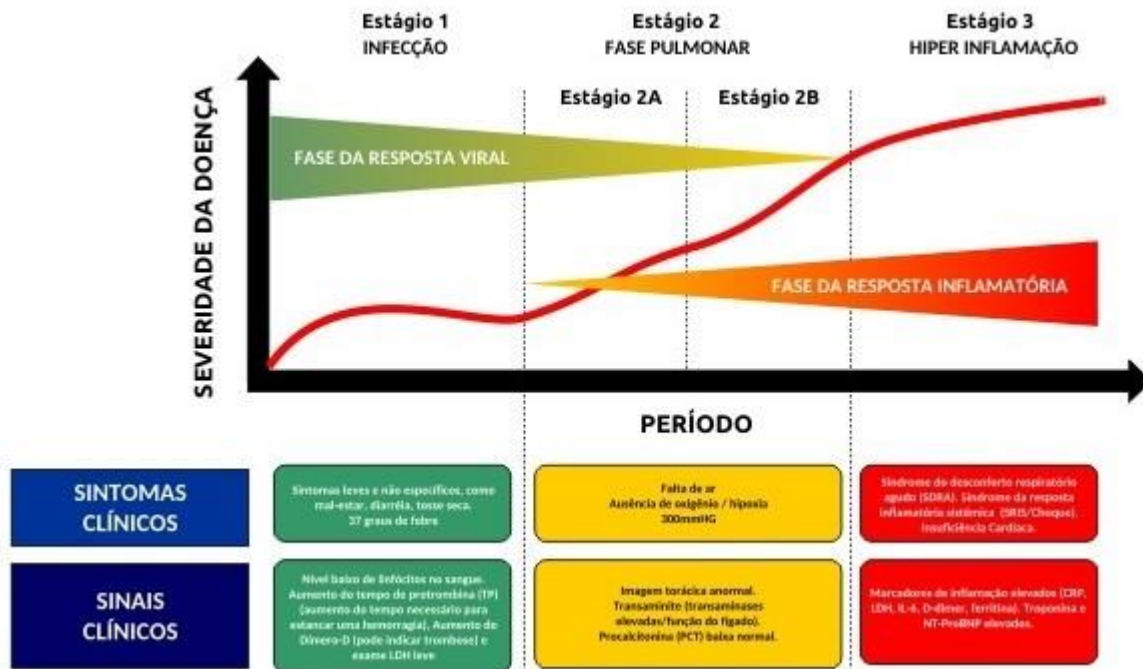 Estágio 1
INFECÇÃO
Estágio 2
FASE PULMONAR
Estágio 3
HIPER INFLAMAÇÃO
Estágio 2A
Estágio 2B
SEVERIDADE DA DOENÇA
FASE DA RESPOSTA VIRAL
FASE DA RESPOSTA INFLAMATÓRIA
PERÍODO
SINTOMAS
CLÍNICOS
Sintomas leves e não específicos, como
mal-estar, diarréia, tosse seca.
37 graus de febre
Falta de ar
Ausência de oxigênio / hipoxia
300mmHG
Síndrome do desconforto respiratório
agudo (SDRA). Síndrome da resposta
inflamatória sistêmica (SRIS/Choque).
Insuficiência Cardíaca.
SINAIS
CLÍNICOS
Nível baixo de linfócitos no sangue.
Aumento do tempo de protrombina (TP)
(aumento do tempo necessário para
estancar uma hemorragia), Aumento de
Dímero-D (pode indicar trombose) e
exame LDH leve
Imagem torácica anormal.
Transaminite (transaminases
elevadas/função do fígado).
Procalcitonina (PCT) baixa normal.
Marcadores de inflamação elevados (CRP,
LDH, IL-6, D-dimer, ferritina). Troponina e
NT-ProBNP elevados.